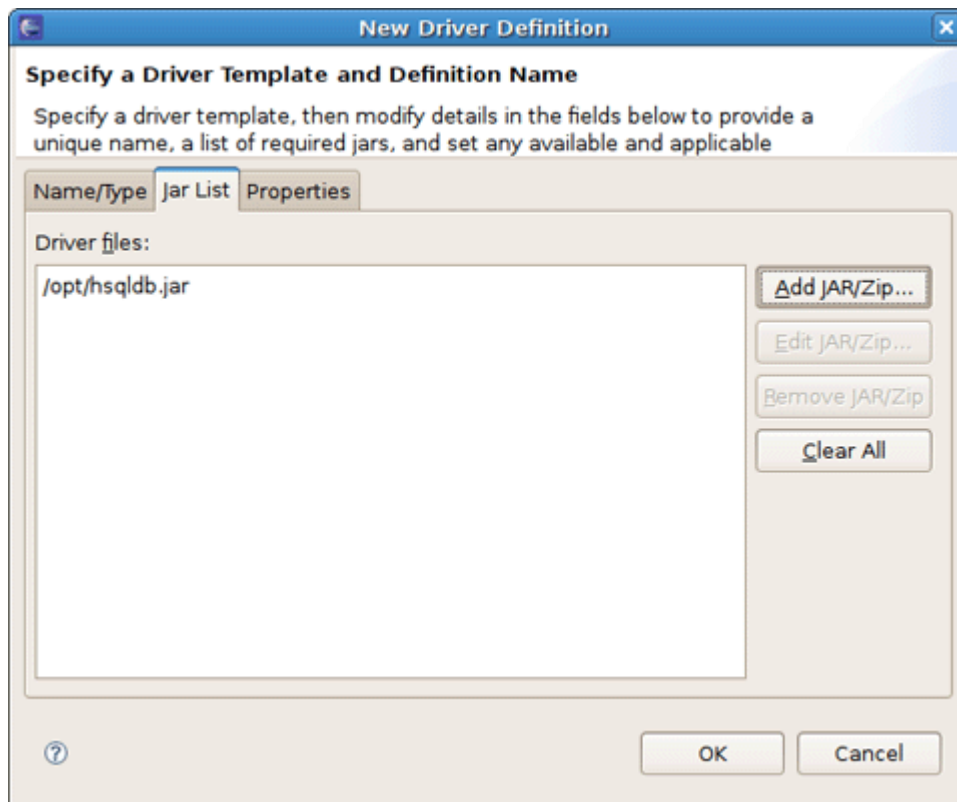 New Driver Definition
Specify a Driver Template and Definition Name
Specify a driver template, then modify details in the fields below to provide a
unique name, a list of required jars, and set any available and applicable
Name/Type Jar List Properties
Driver files:
/opt/hsqldb.jar
Add JAR/Zip...
Edit JAR/Zip...
Remove JAR/Zip
Clear All
OK Cancel